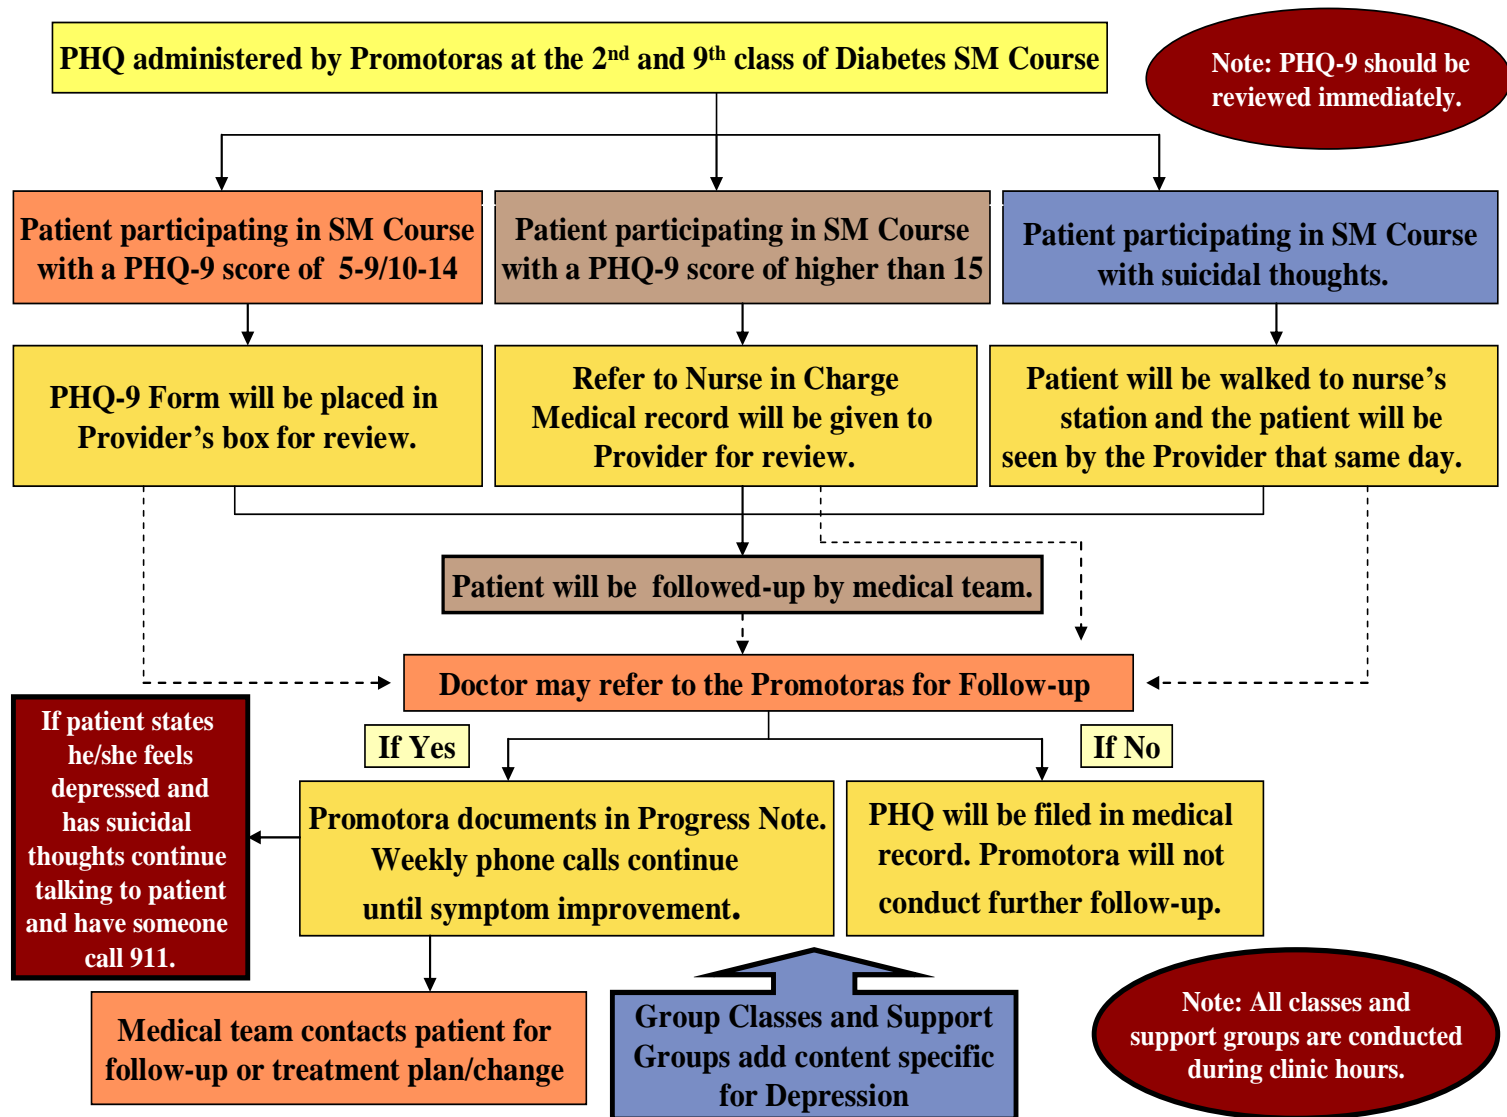 PHQ administered by Promotoras at the 2nd and 9th class of Diabetes SM Course
Note: PHQ-9 should be
reviewed immediately.
Patient participating in SM Course
with a PHQ-9 score of 5-9/10-14
Patient participating in SM Course
with a PHQ-9 score of higher than 15
Patient participating in SM Course
with suicidal thoughts.
PHQ-9 Form will be placed in
Provider’s box for review.
Refer to Nurse in Charge
Medical record will be given to
Provider for review.
Patient will be walked to nurse’s
station and the patient will be
seen by the Provider that same day.
Patient will be followed-up by medical team.
Doctor may refer to the Promotoras for Follow-up
If Yes
If No
If patient states
he/she feels
depressed and
has suicidal
thoughts continue
talking to patient
and have someone
call 911.
Promotora documents in Progress Note.
Weekly phone calls continue
until symptom improvement.
PHQ will be filed in medical
record. Promotora will not
conduct further follow-up.
Medical team contacts patient for
follow-up or treatment plan/change
Group Classes and Support
Groups add content specific
for Depression
Note: All classes and
support groups are conducted
during clinic hours.